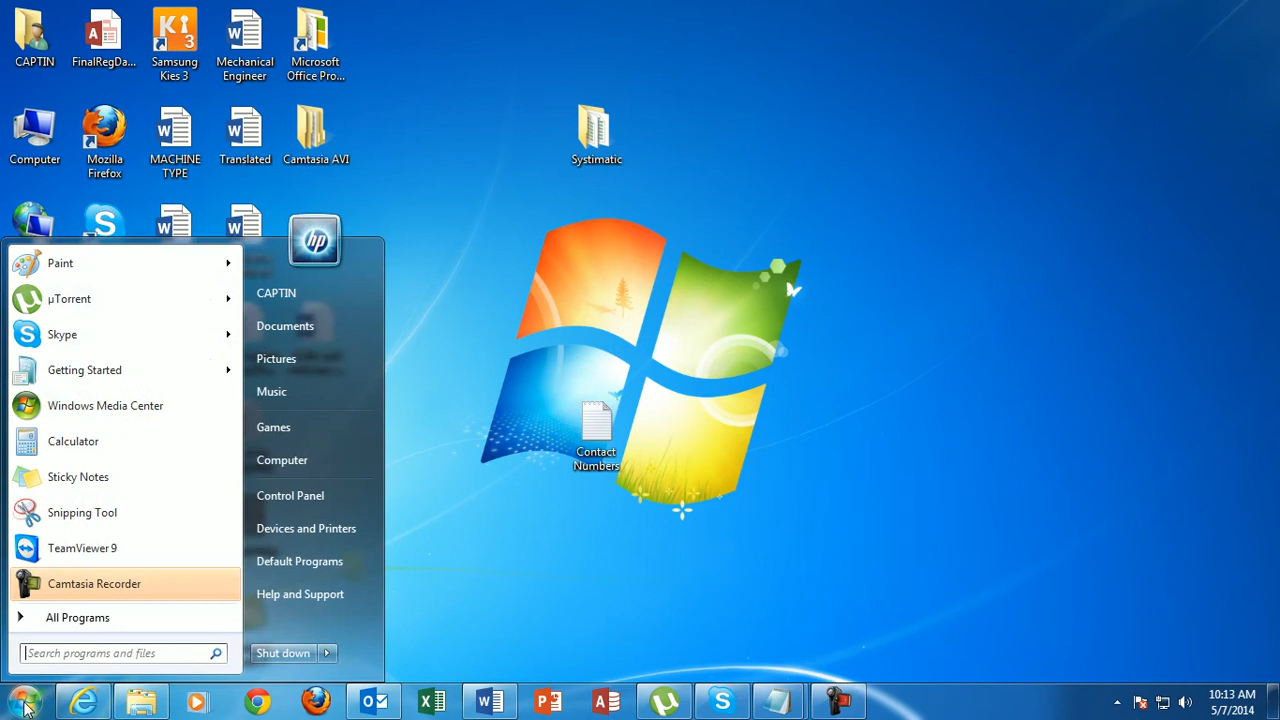 CAPTIN
FinalRegDa...
Samsung
Kies 3
Mechanical
Engineer
Microsoft
Office Pro...
Computer
Mozilla
Firefox
MACHINE
TYPE
Translated
Camtasia AVI
Systimatic
Contact
Numbers
Paint
µTorrent
Skype
Getting Started
Windows Media Center
Calculator
Sticky Notes
Snipping Tool
TeamViewer 9
Camtasia Recorder
All Programs
Search programs and files
hp
CAPTIN
Documents
Pictures
Music
Games
Computer
Control Panel
Devices and Printers
Default Programs
Help and Support
Shut down
10:13 AM
5/7/2014